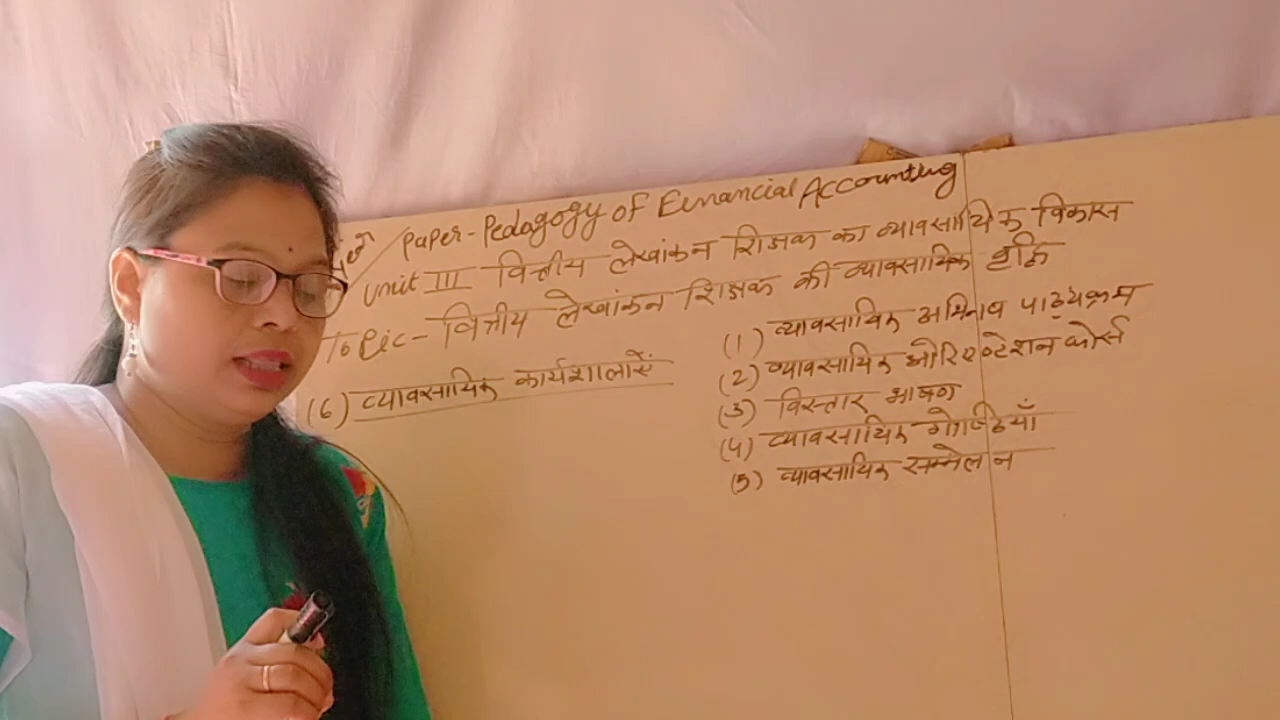 Paper- Pedagogy of Financial Accounting
Unit III वित्तीय लेखांकन शिक्षक का व्यावसायिक विकास
Topic- वित्तीय लेखांकन शिक्षक की व्यावसायिक वृद्धि
(1) व्यावसायिक अभिनव पाठ्यक्रम
(2) व्यावसायिक ओरिएण्टेशन कोर्स
(3) विस्तार भाषण
(4) व्यावसायिक गोष्ठियाँ
(5) व्यावसायिक सम्मेलन
(6) व्यावसायिक कार्यशालाएें